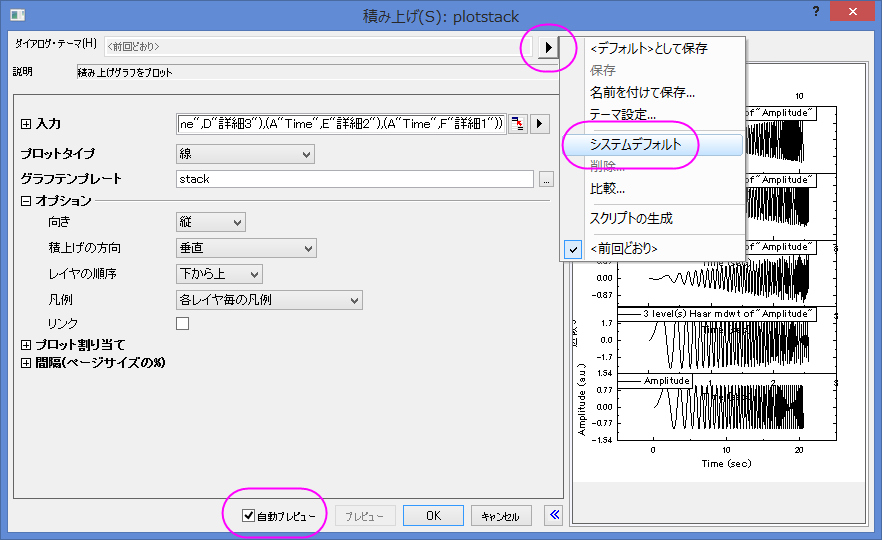 積み上げ(S): plotstack
?
ダイアログ・テーマ(H) <前回どおり>
説明 積み上げグラフをプロット
入力 ne",D"詳細3"),(A"Time",E"詳細2"),(A"Time",F"詳細1"))
プロットタイプ 線
グラフテンプレート stack ...
オプション
向き 縦
積上げの方向 垂直
レイヤの順序 下から上
凡例 各レイヤ毎の凡例
リンク
プロット割り当て
間隔(ページサイズの%)
自動プレビュー プレビュー OK キャンセル
<デフォルト>として保存
保存
名前を付けて保存...
テーマ設定...
システムデフォルト
削除...
比較...
スクリプトの生成
<前回どおり>
10
of "Amplitude"
of "Amplitude"
of "Amplitude"
0.00
-0.87
3 level(s) Haar mdwt of "Amplitude"
1.7
Time (sec)
0.0
-1.7
1.54
Amplitude
1 2 3
0.77
Time (sec)
0.00
-0.77
-1.54
Amplitude (a.u.)
0 10 20
Time (sec)